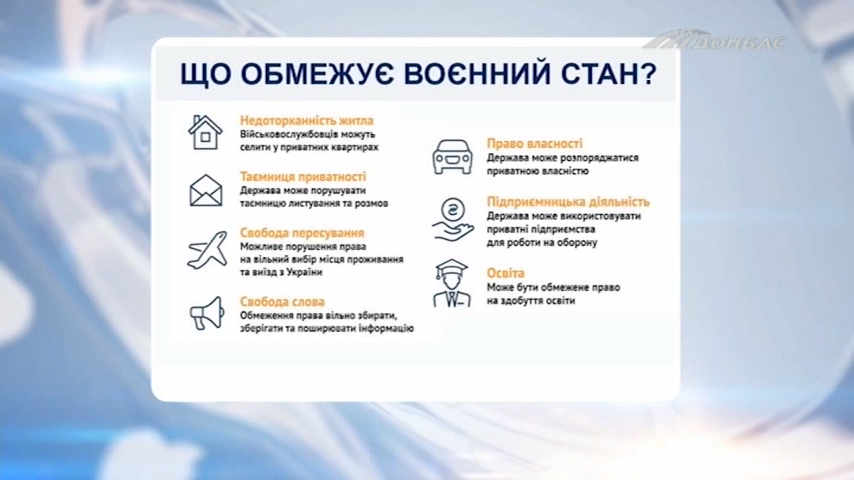 ДОНБАС
ЩО ОБМЕЖУЄ ВОЄННИЙ СТАН?
Недоторканність житла
Військовослужбовців можуть
селити у приватних квартирах
Таємниця приватності
Держава може порушувати
таємницю листування та розмов
Свобода пересування
Можливе порушення права
на вільний вибір місця проживання
та виїзд з України
Свобода слова
Обмеження права вільно збирати,
зберігати та поширювати інформацію
Право власності
Держава може розпоряджатися
приватною власністю
Підприємницька діяльність
Держава може використовувати
приватні підприємства
для роботи на оборону
Освіта
Може бути обмежене право
на здобуття освіти